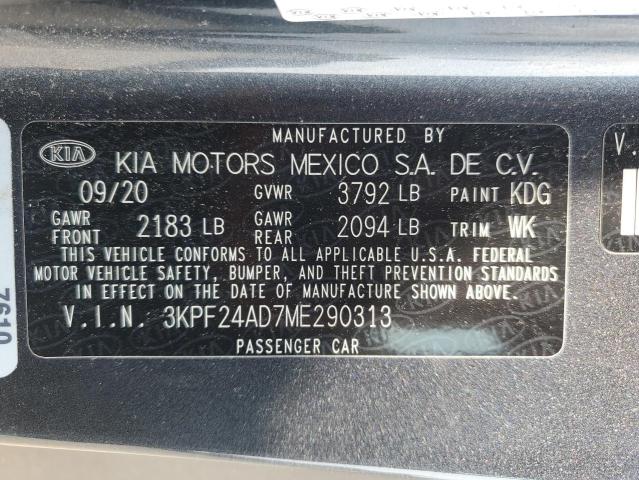 MANUFACTURED BY
KIA KIA MOTORS MEXICO S.A. DE C.V.
09/20 GVWR 3792 LB PAINT KDG
GAWR FRONT 2183 LB GAWR REAR 2094 LB TRIM WK
THIS VEHICLE CONFORMS TO ALL APPLICABLE U.S.A. FEDERAL
MOTOR VEHICLE SAFETY, BUMPER, AND THEFT PREVENTION STANDARDS
IN EFFECT ON THE DATE OF MANUFACTURE SHOWN ABOVE.
V.I.N. 3KPF24AD7ME290313
PASSENGER CAR
V.